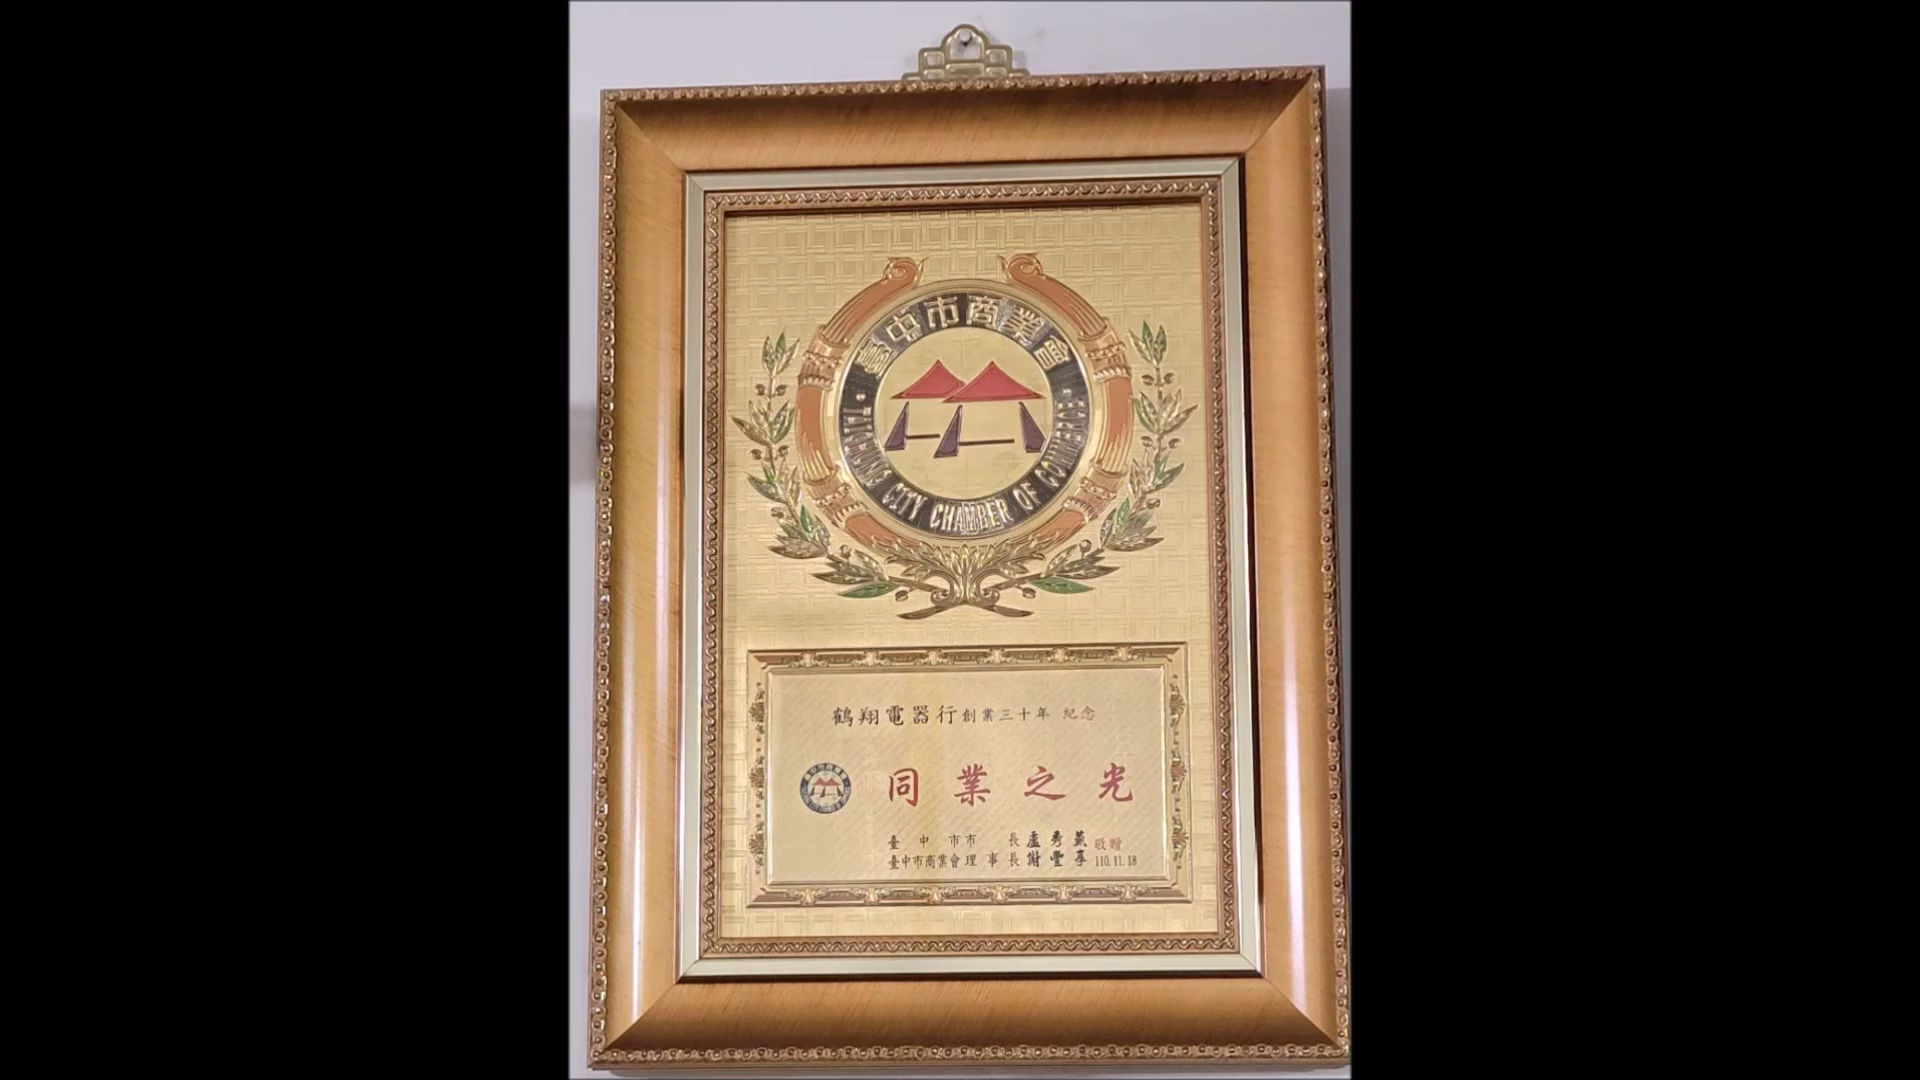 臺中市商業會
TAICHUNG CITY CHAMBER OF COMMERCE
鶴翔電器行創業三十年 紀念
同業之光
臺中市市長盧秀燕敬贈
臺中市商業會理事長謝豐享 110.11.18